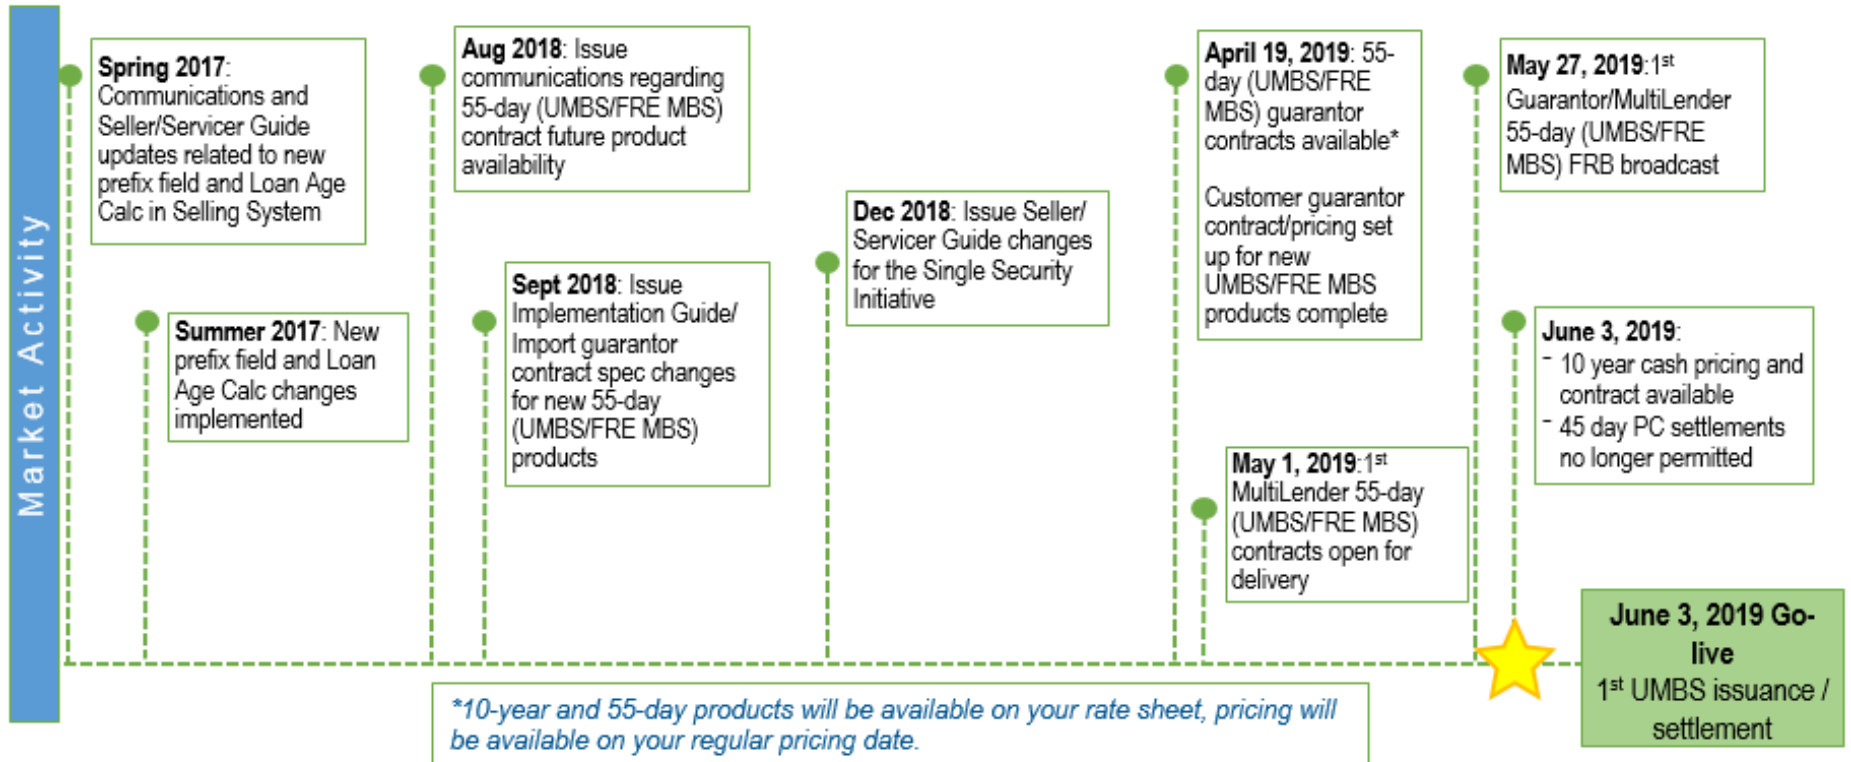 Market Activity
Spring 2017:
Communications and
Seller/Servicer Guide
updates related to new
prefix field and Loan Age
Calc in Selling System
Summer 2017: New
prefix field and Loan
Age Calc changes
implemented
Aug 2018: Issue
communications regarding
55-day (UMBS/FRE MBS)
contract future product
availability
Sept 2018: Issue
Implementation Guide/
Import guarantor
contract spec changes
for new 55-day
(UMBS/FRE MBS)
products
Dec 2018: Issue Seller/
Servicer Guide changes
for the Single Security
Initiative
April 19, 2019: 55-
day (UMBS/FRE
MBS) guarantor
contracts available*
Customer guarantor
contract/pricing set
up for new
UMBS/FRE MBS
products complete
May 1, 2019:1st
MultiLender 55-day
(UMBS/FRE MBS)
contracts open for
delivery
May 27, 2019:1st
Guarantor/MultiLender
55-day (UMBS/FRE
MBS) FRB broadcast
June 3, 2019:
- 10 year cash pricing and
contract available
- 45 day PC settlements
no longer permitted
June 3, 2019 Go-
live
1st UMBS issuance /
settlement
*10-year and 55-day products will be available on your rate sheet, pricing will
be available on your regular pricing date.